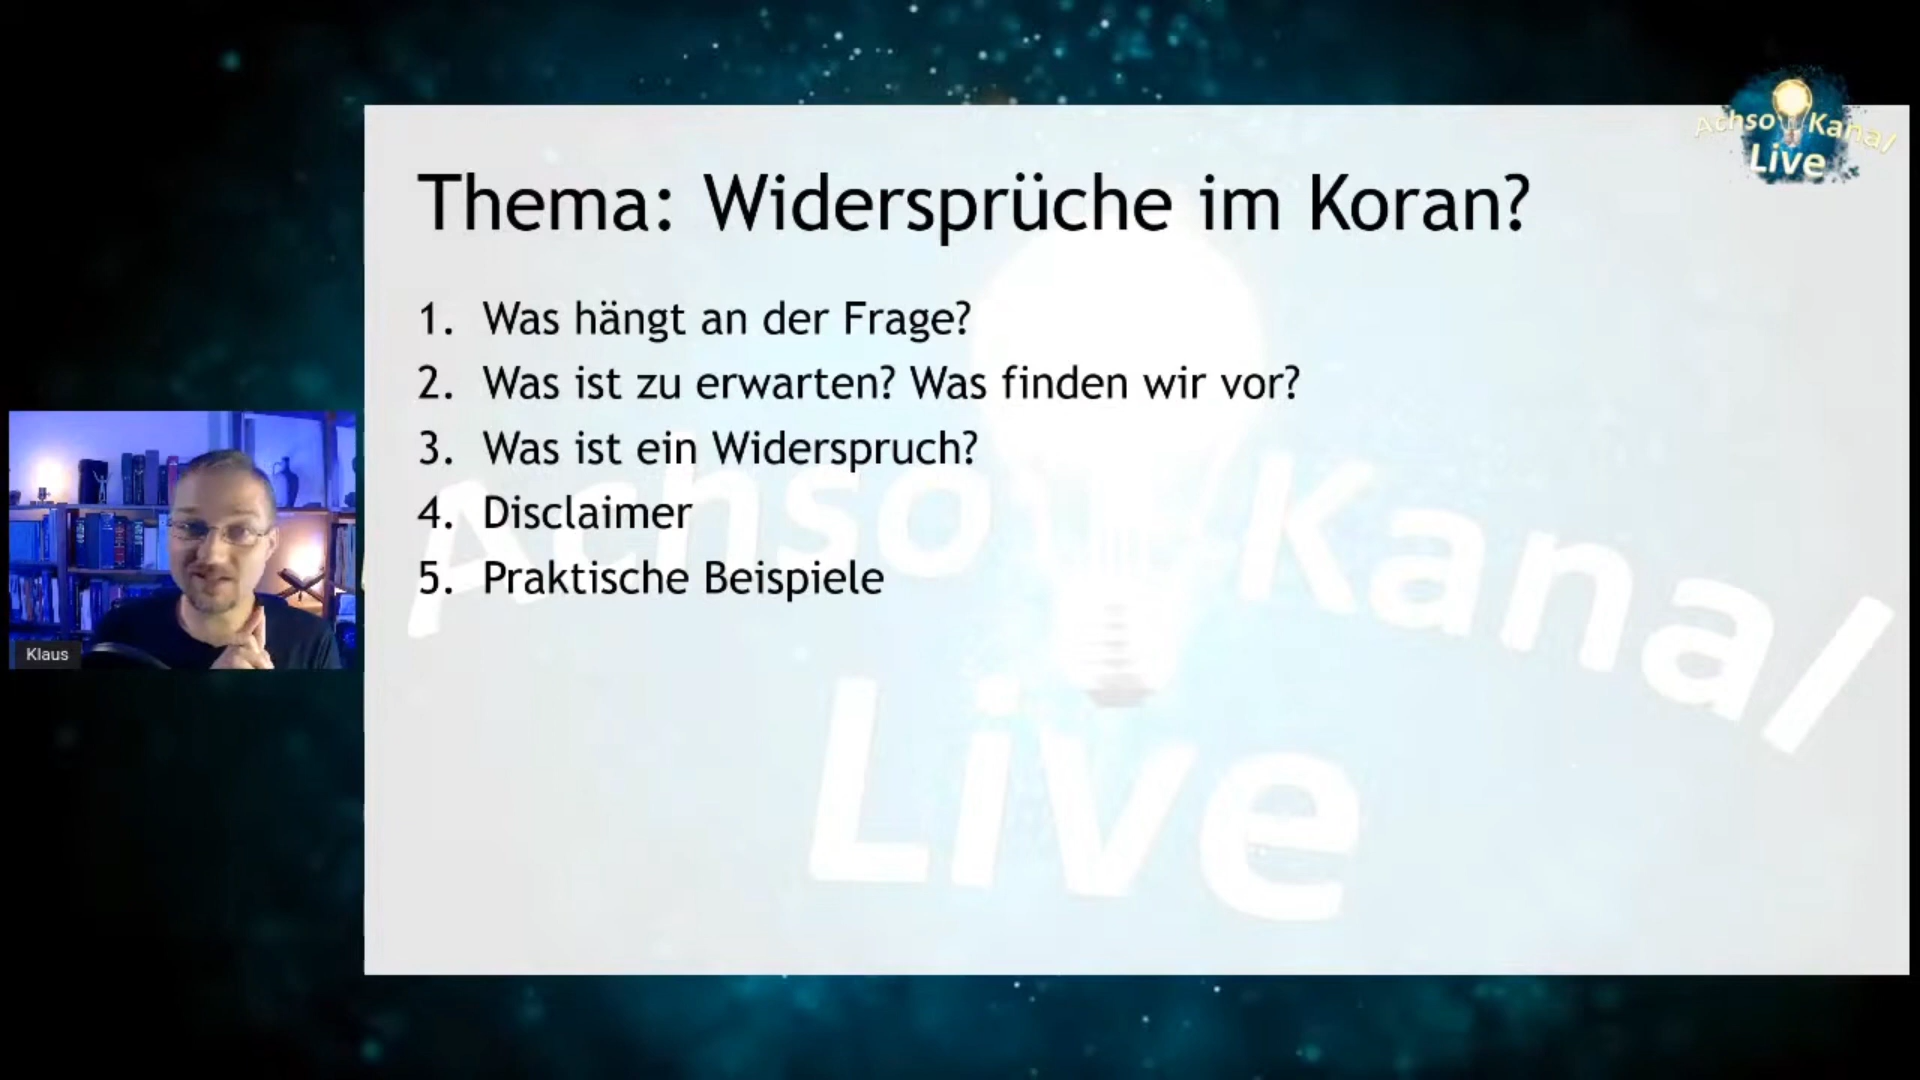 Achso Kanal
Live
Thema: Widersprüche im Koran?
1. Was hängt an der Frage?
2. Was ist zu erwarten? Was finden wir vor?
3. Was ist ein Widerspruch?
4. Disclaimer
5. Praktische Beispiele
Achso Kanal
Live
Klaus